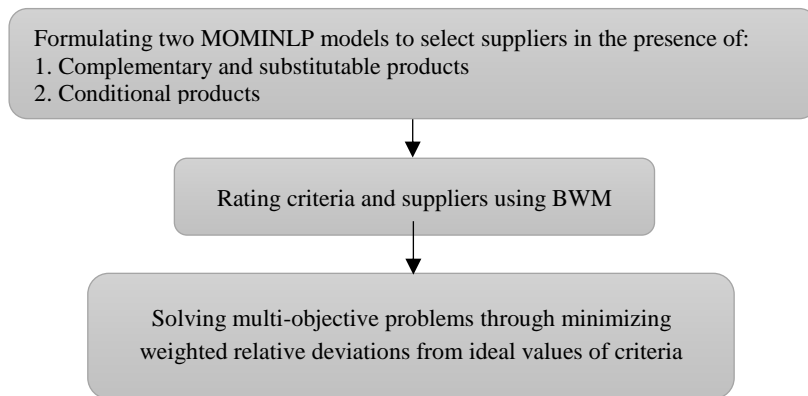 Formulating two MOMINLP models to select suppliers in the presence of:
1. Complementary and substitutable products
2. Conditional products
Rating criteria and suppliers using BWM
Solving multi-objective problems through minimizing
weighted relative deviations from ideal values of criteria